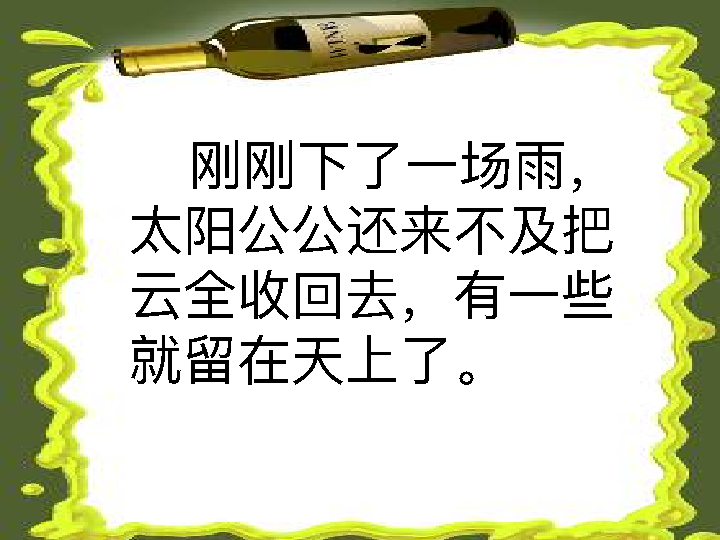 刚刚下了一场雨，
太阳公公还来不及把
云全收回去，有一些
就留在天上了。